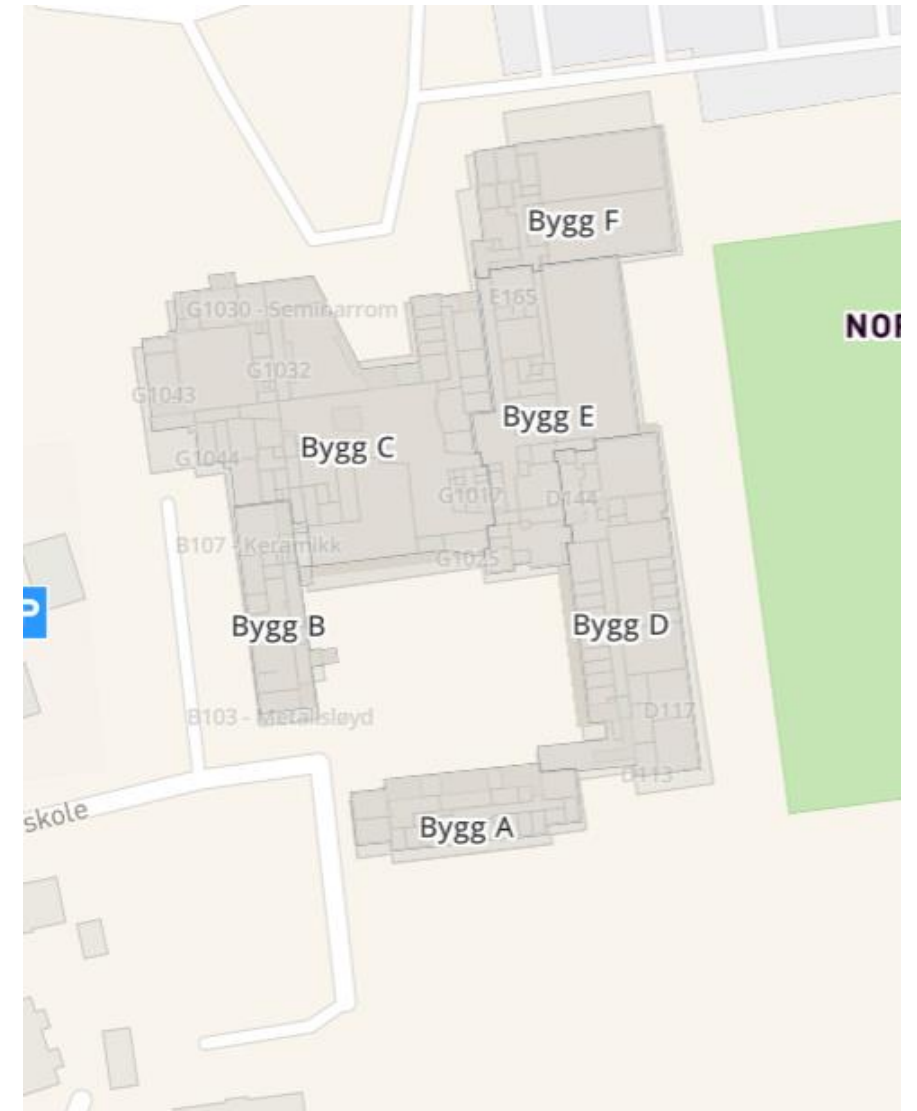 Bygg F
E165
G1030 - Seminarrom
NOR
G1032
G1043
Bygg E
Bygg C
G1044
G1017
D144
B107 - Keramikk
G1025
P
Bygg B
Bygg D
D117
B103 - Metallsløyd
D113
skole
Bygg A